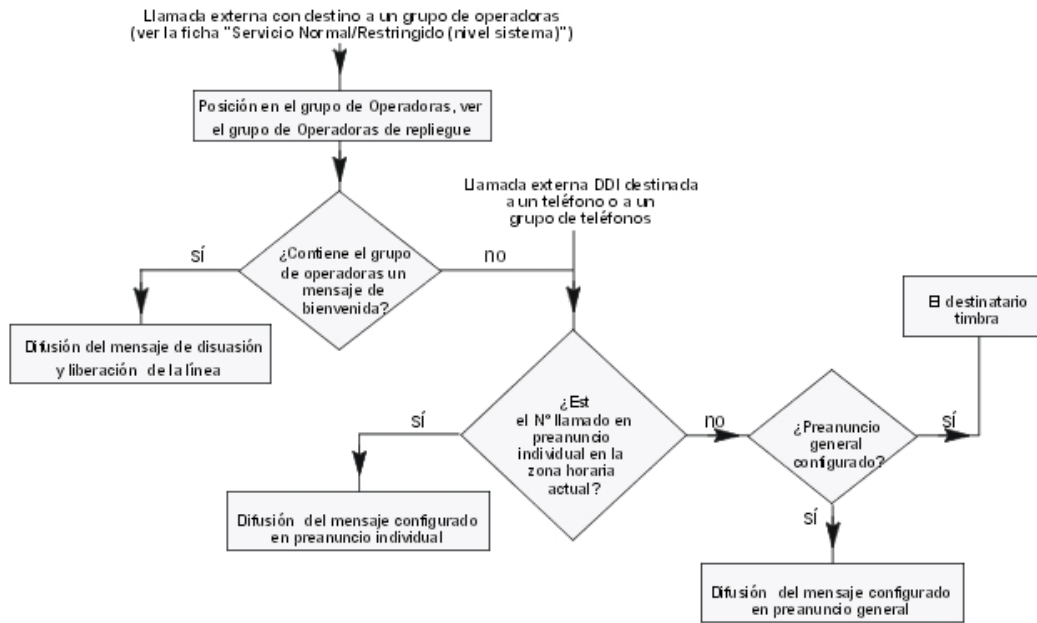 Llamada externa con destino a un grupo de operadoras
(ver la ficha "Servicio Normal/Restringido (nivel sistema)")
Posición en el grupo de Operadoras, ver
el grupo de Operadoras de repliegue
Llamada externa DDI destinada
a un teléfono o a un
grupo de teléfonos
sí
¿Contiene el grupo
de operadoras un
mensaje de
bienvenida?
no
Difusión del mensaje de disuasión
y liberación de la línea
El destinatario
timbra
sí
¿Est
el N° llamado en
preanuncio
individual en la
zona horaria
actual?
no
¿Preanuncio
general
configurado?
sí
Difusión del mensaje configurado
en preanuncio individual
sí
Difusión del mensaje configurado
en preanuncio general